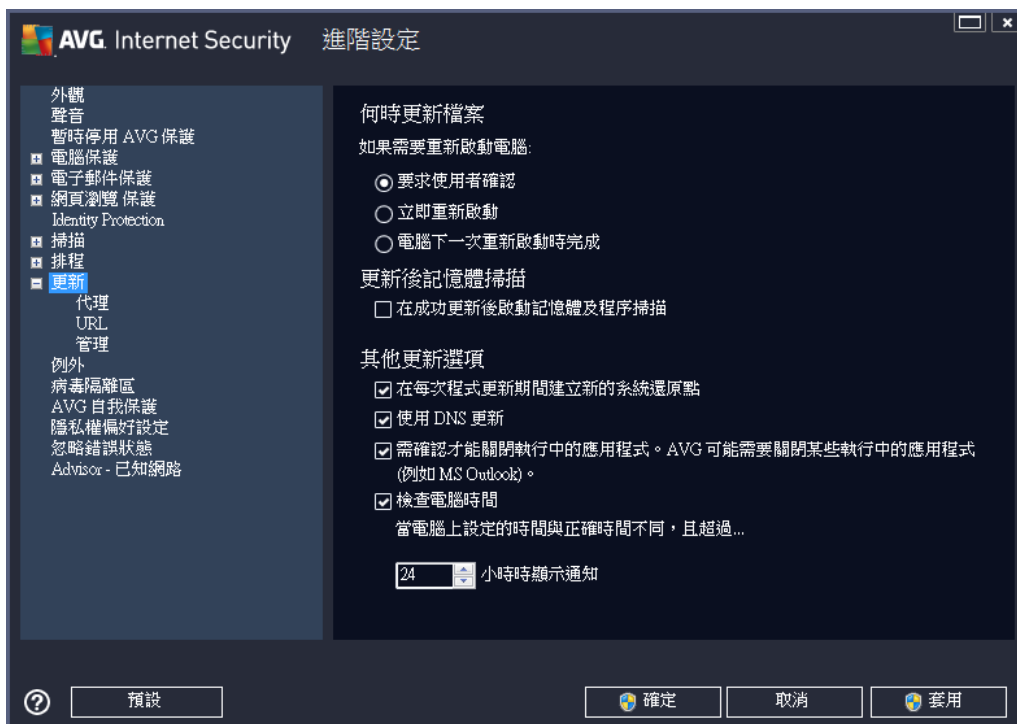 AVG. Internet Security 進階設定
外觀
聲音
暫時停用 AVG 保護
電腦保護
電子郵件保護
網頁瀏覽 保護
Identity Protection
掃描
排程
更新
代理
URL
管理
例外
病毒隔離區
AVG 自我保護
隱私權偏好設定
忽略錯誤狀態
Advisor - 已知網路
何時更新檔案
如果需要重新啟動電腦:
要求使用者確認
立即重新啟動
電腦下一次重新啟動時完成
更新後記憶體掃描
在成功更新後啟動記憶體及程序掃描
其他更新選項
在每次程式更新期間建立新的系統還原點
使用 DNS 更新
需確認才能關閉執行中的應用程式。AVG 可能需要關閉某些執行中的應用程式
(例如 MS Outlook)。
檢查電腦時間
當電腦上設定的時間與正確時間不同，且超過...
24 小時時顯示通知
預設 確定 取消 套用